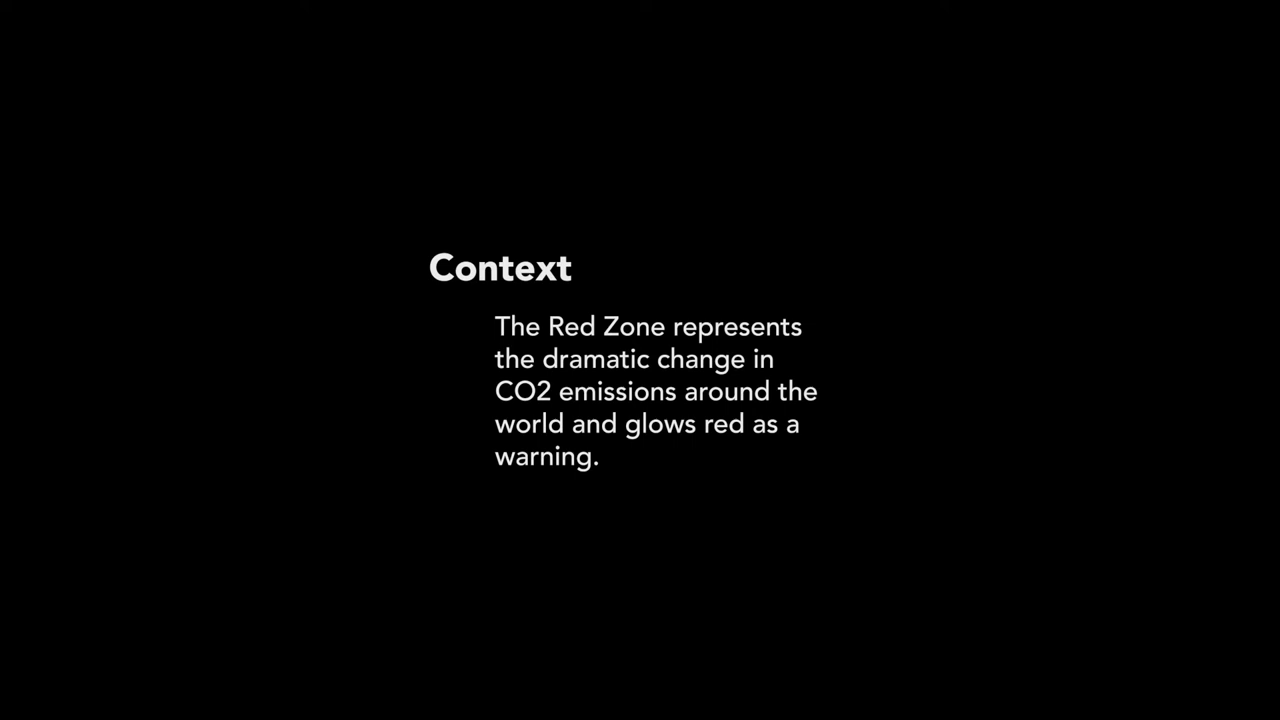 Context
The Red Zone represents
the dramatic change in
CO2 emissions around the
world and glows red as a
warning.